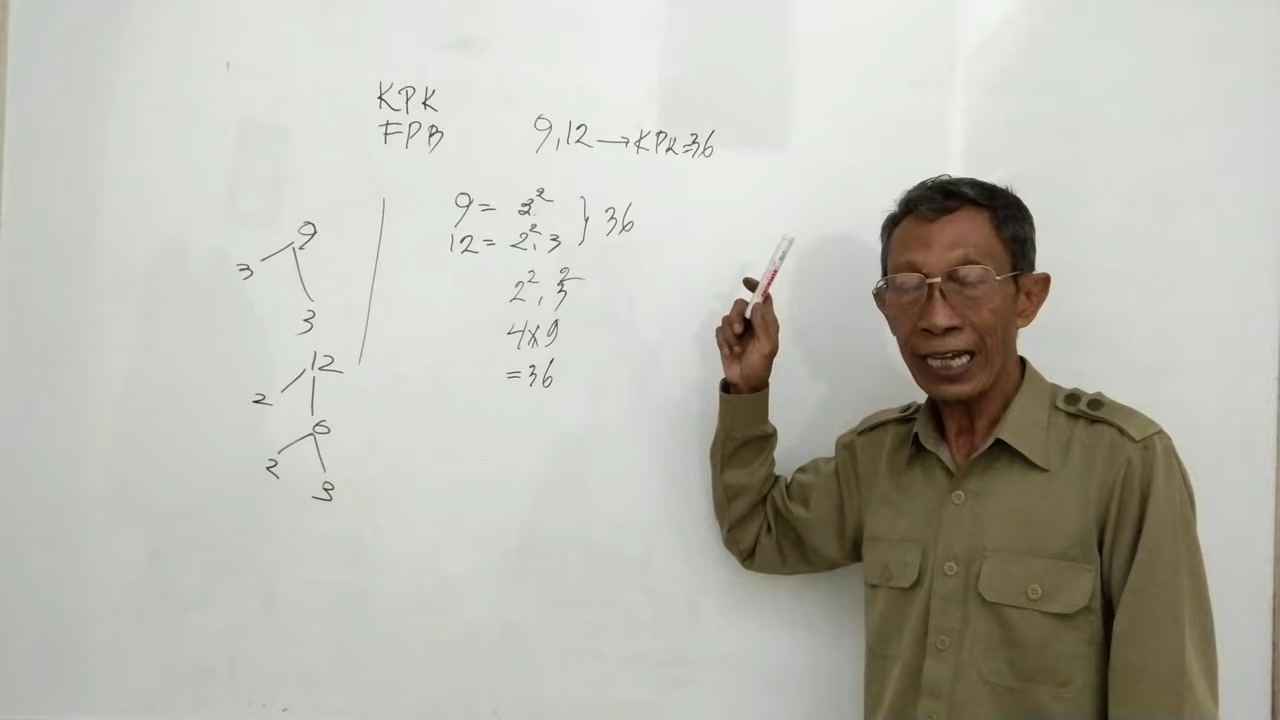 KPK
FPB
9,12 → KPK = 36
9 = 3²
12 = 2².3 } 36
2².3²
4x9
= 36
9
3
3
12
2
6
2
3